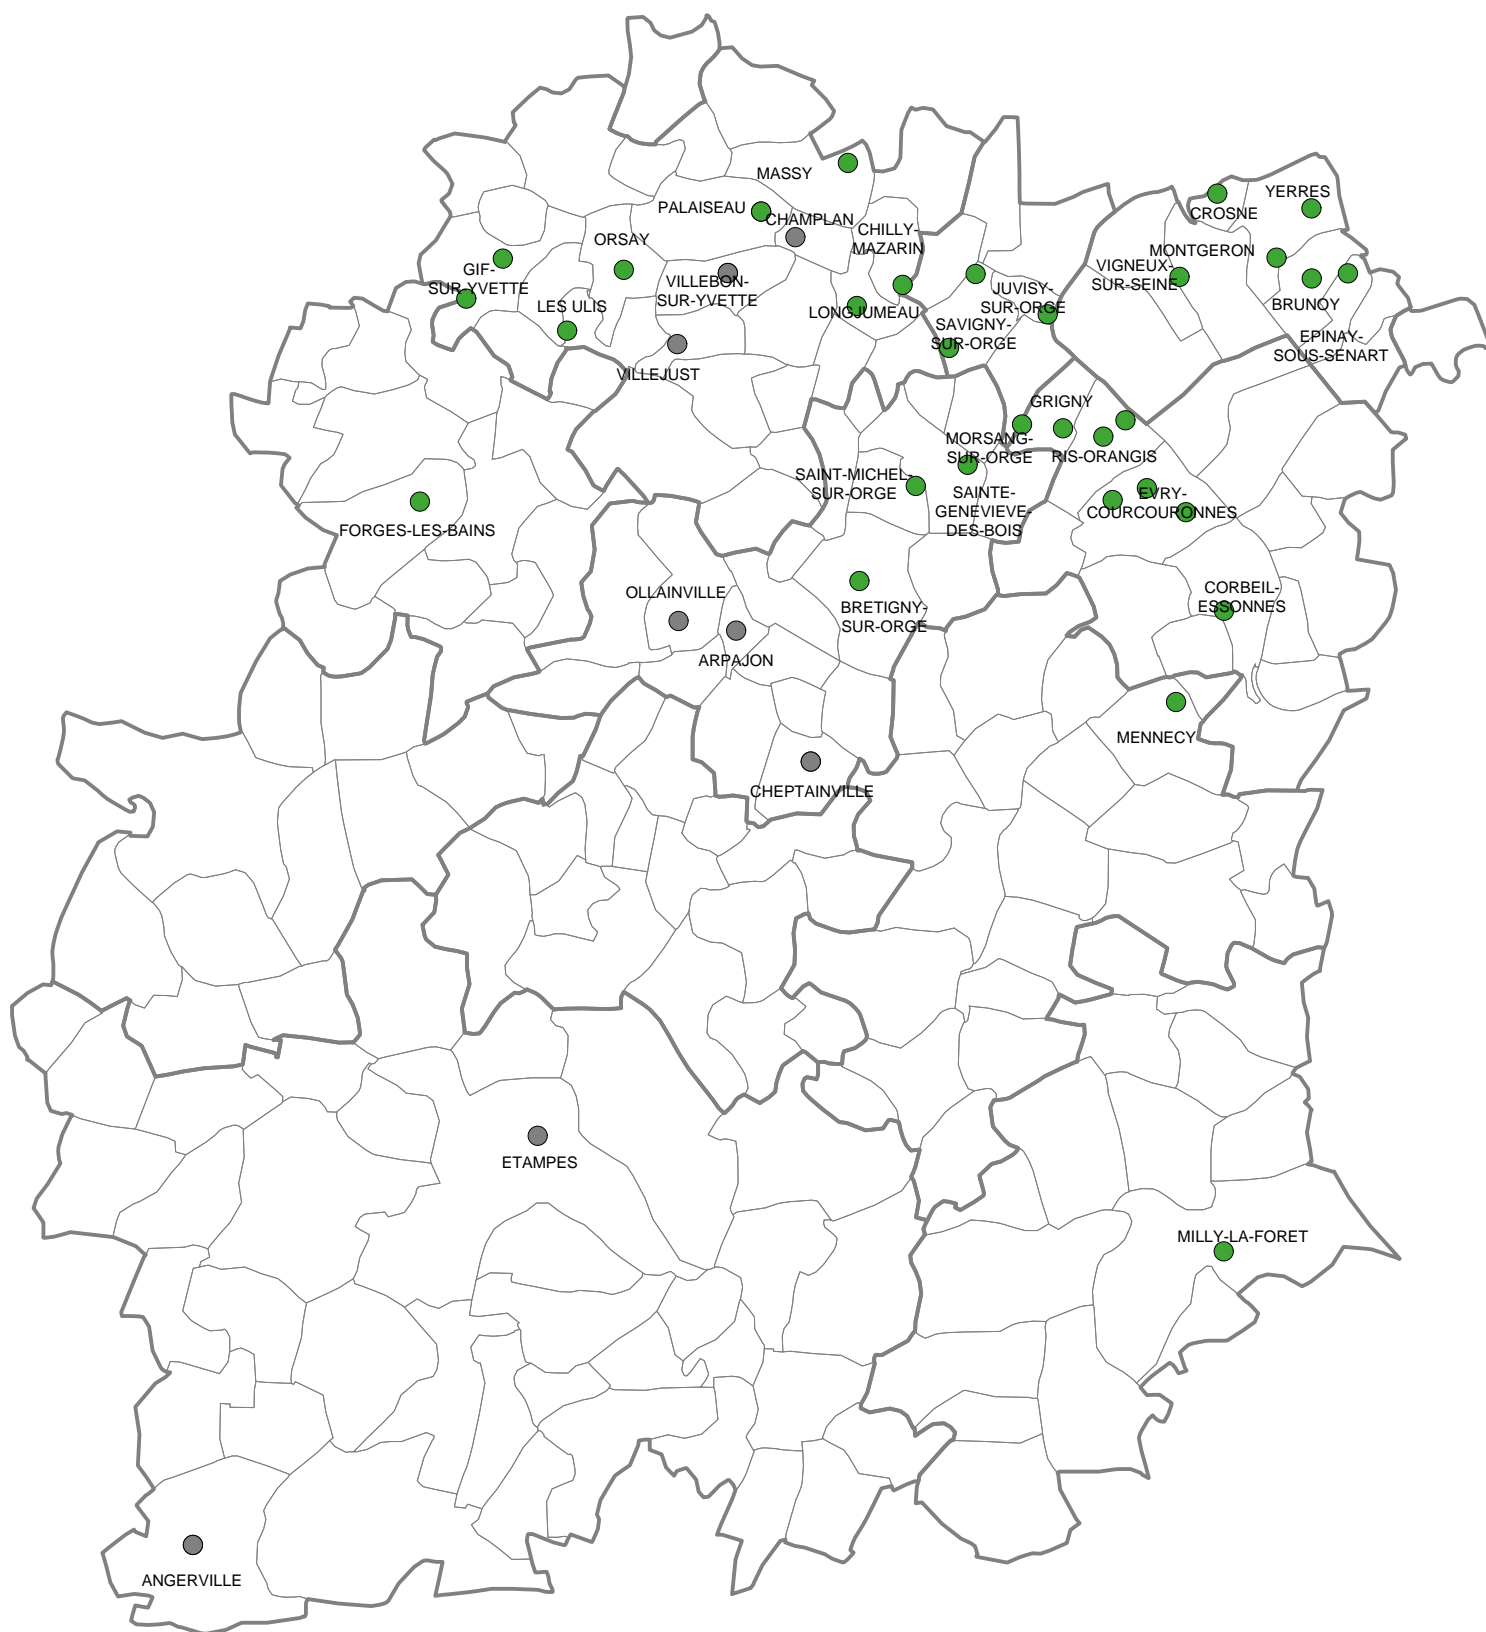 MASSY
YERRES
CROSNE
PALAISEAU
CHAMPLAN
CHILLY-
MAZARIN
ORSAY
MONTGERON
GIF-
SUR-YVETTE
VILLEBON-
SUR-YVETTE
VIGNEUX-
SUR-SEINE
JUVISY-
SUR-ORGE
BRUNOY
LES ULIS
LONGJUMEAU
SAVIGNY-
SUR-ORGE
EPINAY-
SOUS-SENART
VILLEJUST
GRIGNY
MORSANG-
SUR-ORGE
RIS-ORANGIS
SAINT-MICHEL-
SUR-ORGE
SAINTE-
GENEVIEVE-
DES-BOIS
EVRY-
COURCOURONNES
FORGES-LES-BAINS
OLLAINVILLE
BRETIGNY-
SUR-ORGE
CORBEIL-
ESSONNES
ARPAJON
MENNECY
CHEPTAINVILLE
ETAMPES
MILLY-LA-FORET
ANGERVILLE